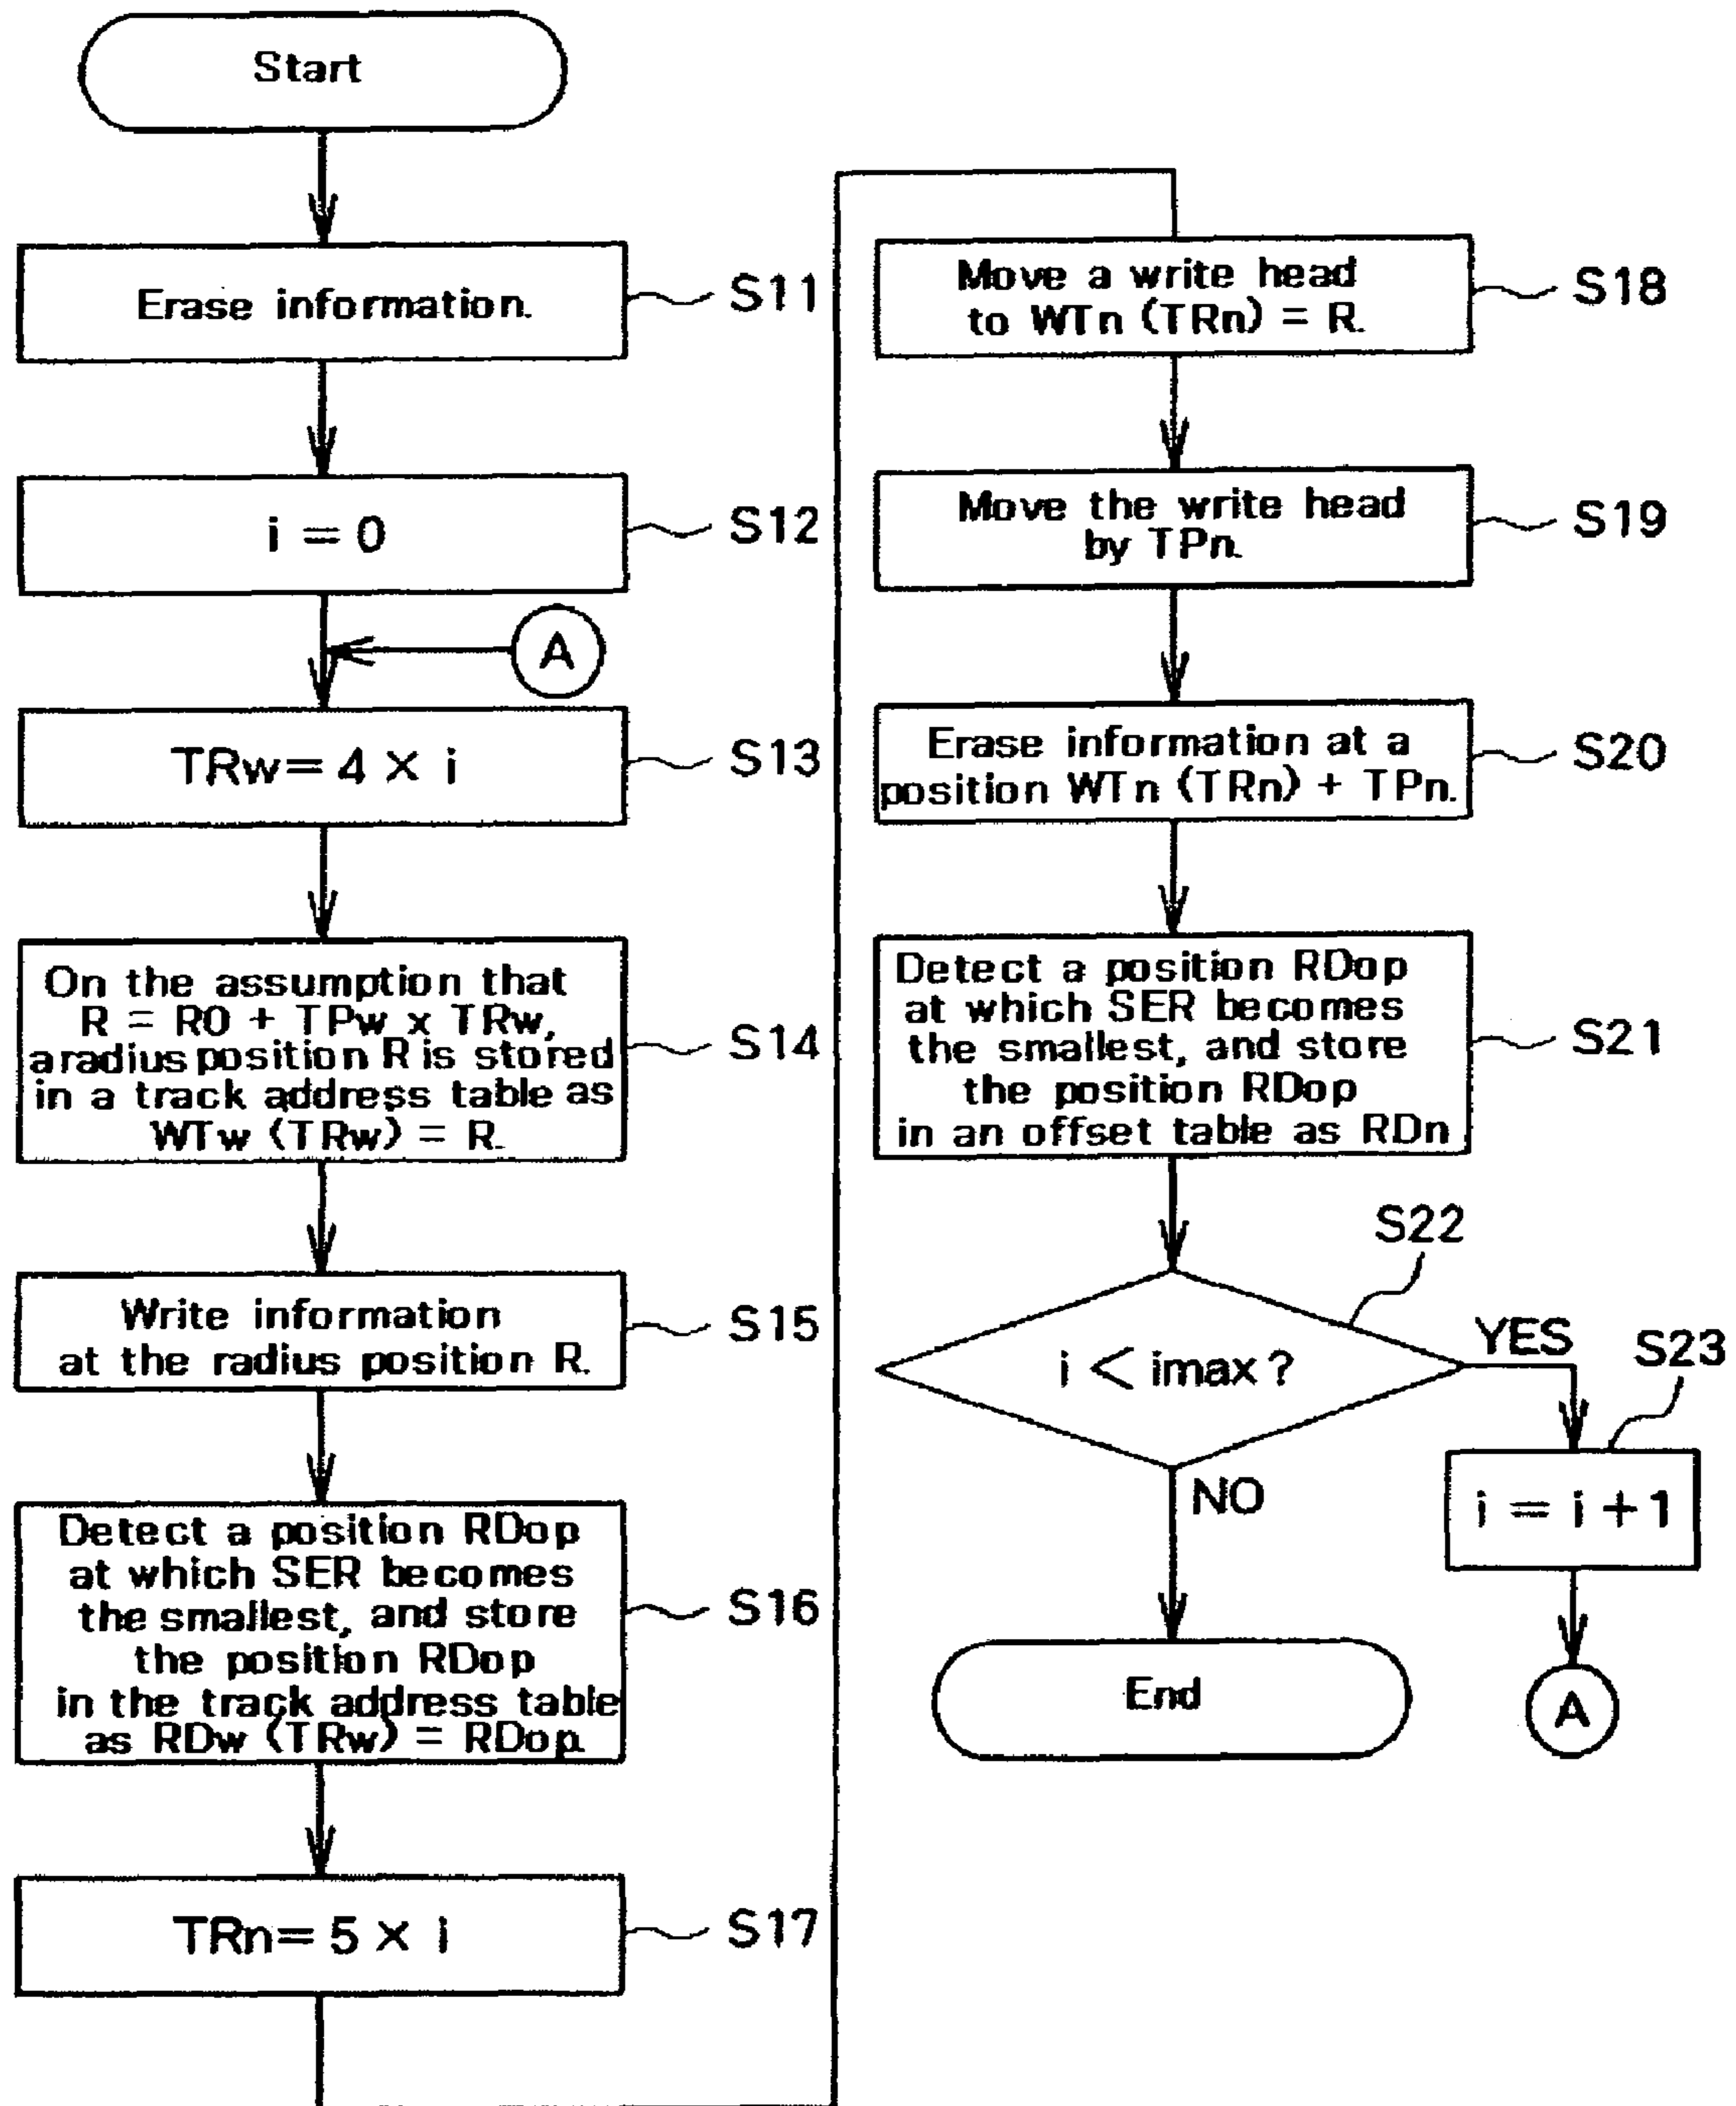 Start
Erase information.
S11
i = 0
S12
A
TRw= 4 × i
S13
On the assumption that
R = R0 + TPw x TRw,
a radius position R is stored
in a track address table as
WTw (TRw) = R.
S14
Write information
at the radius position R.
S15
Detect a position RDop
at which SER becomes
the smallest, and store
the position RDop
in the track address table
as RDw (TRw) = RDop.
S16
TRn= 5 × i
S17
Move a write head
to WTn (TRn) = R.
S18
Move the write head
by TPn.
S19
Erase information at a
position WTn (TRn) + TPn.
S20
Detect a position RDop
at which SER becomes
the smallest, and store
the position RDop
in an offset table as RDn
S21
S22
i < imax ?
YES
S23
NO
i = i + 1
End
A